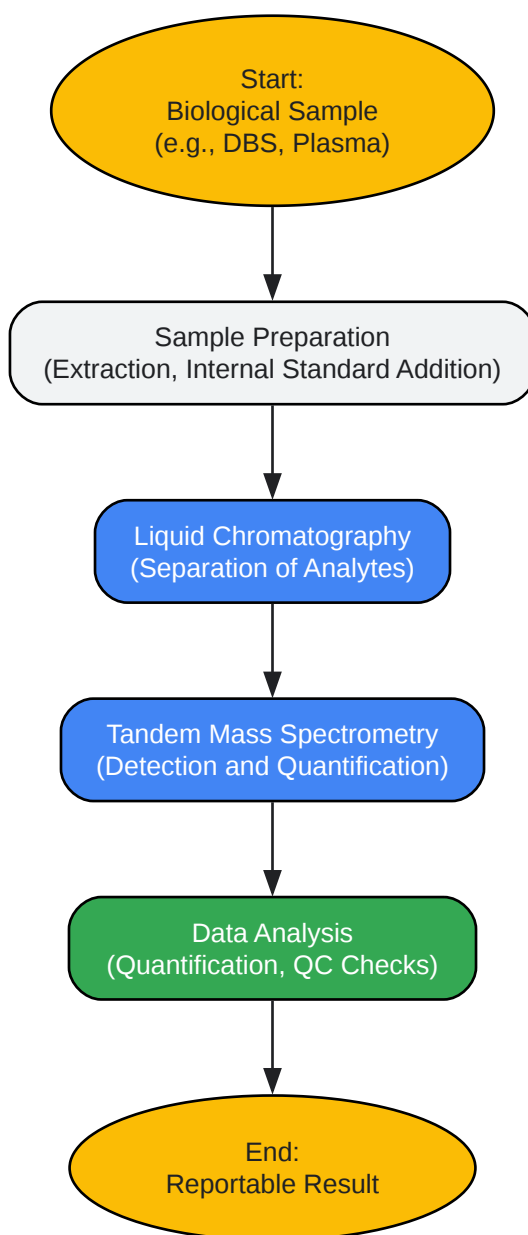 Start:
Biological Sample
(e.g., DBS, Plasma)
Sample Preparation
(Extraction, Internal Standard Addition)
Liquid Chromatography
(Separation of Analytes)
Tandem Mass Spectrometry
(Detection and Quantification)
Data Analysis
(Quantification, QC Checks)
End:
Reportable Result